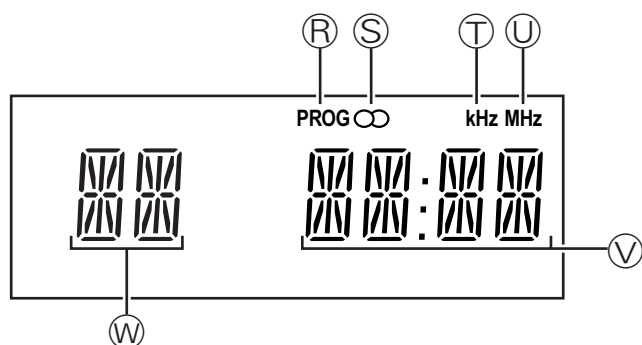 Ⓡ Ⓢ Ⓣ Ⓤ
PROG kHz MHz
Ⓥ
Ⓦ